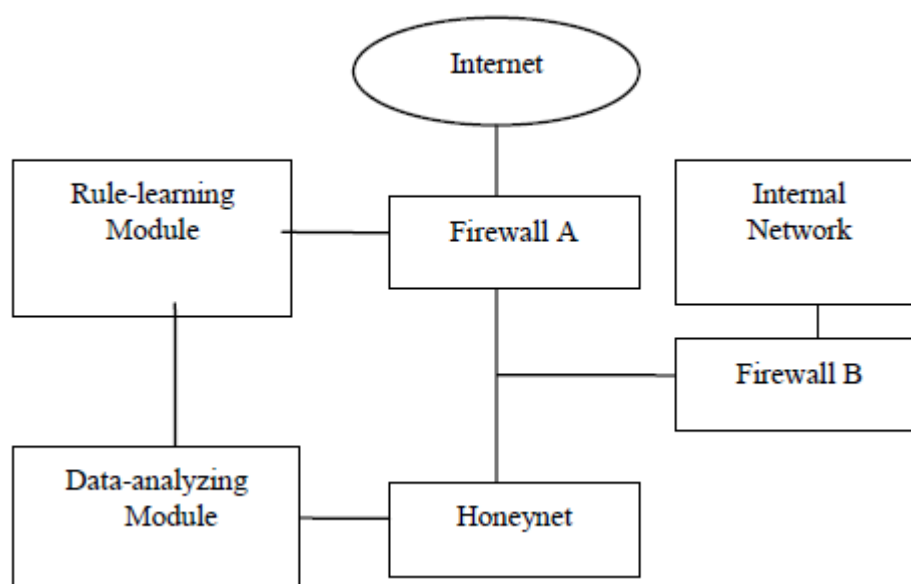 Internet
Rule-learning
Module
Firewall A
Internal
Network
Firewall B
Data-analyzing
Module
Honeynet